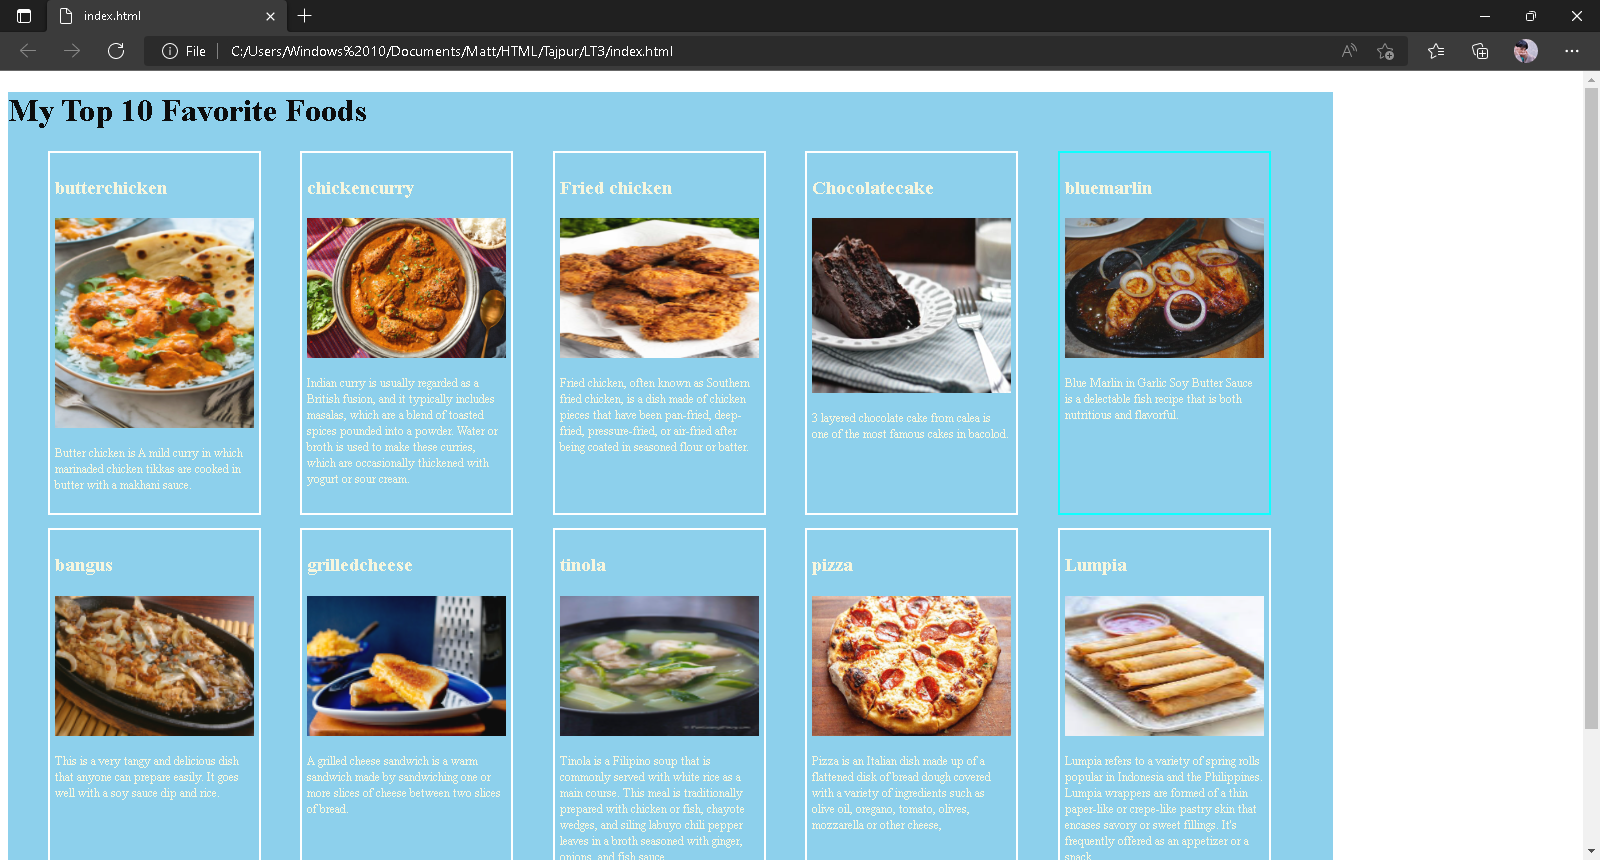 index.html
File
C:/Users/Windows%2010/Documents/Matt/HTML/Tajpur/LT3/index.html
My Top 10 Favorite Foods
butterchicken
Butter chicken is A mild curry in which
marinaded chicken tikkas are cooked in
butter with a makhani sauce.
chickencurry
Indian curry is usually regarded as a
British fusion, and it typically includes
masalas, which are a blend of toasted
spices pounded into a powder. Water or
broth is used to make these curries,
which are occasionally thickened with
yogurt or sour cream.
Fried chicken
Fried chicken, often known as Southern
fried chicken, is a dish made of chicken
pieces that have been pan-fried, deep-
fried, pressure-fried, or air-fried after
being coated in seasoned flour or batter.
Chocolatecake
3 layered chocolate cake from calea is
one of the most famous cakes in bacolod.
bluemarlin
Blue Marlin in Garlic Soy Butter Sauce
is a delectable fish recipe that is both
nutritious and flavorful.
bangus
This is a very tangy and delicious dish
that anyone can prepare easily. It goes
well with a soy sauce dip and rice.
grilledcheese
A grilled cheese sandwich is a warm
sandwich made by sandwiching one or
more slices of cheese between two slices
of bread.
tinola
Tinola is a Filipino soup that is
commonly served with white rice as a
main course. This meal is traditionally
prepared with chicken or fish, chayote
wedges, and siling labuyo chili pepper
leaves in a broth seasoned with ginger,
onions, and fish sauce.
pizza
Pizza is an Italian dish made up of a
flattened disk of bread dough covered
with a variety of ingredients such as
olive oil, oregano, tomato, olives,
mozzarella or other cheese,
Lumpia
Lumpia refers to a variety of spring rolls
popular in Indonesia and the Philippines.
Lumpia wrappers are formed of a thin
paper-like or crepe-like pastry skin that
encases savory or sweet fillings. It's
frequently offered as an appetizer or a
snack.